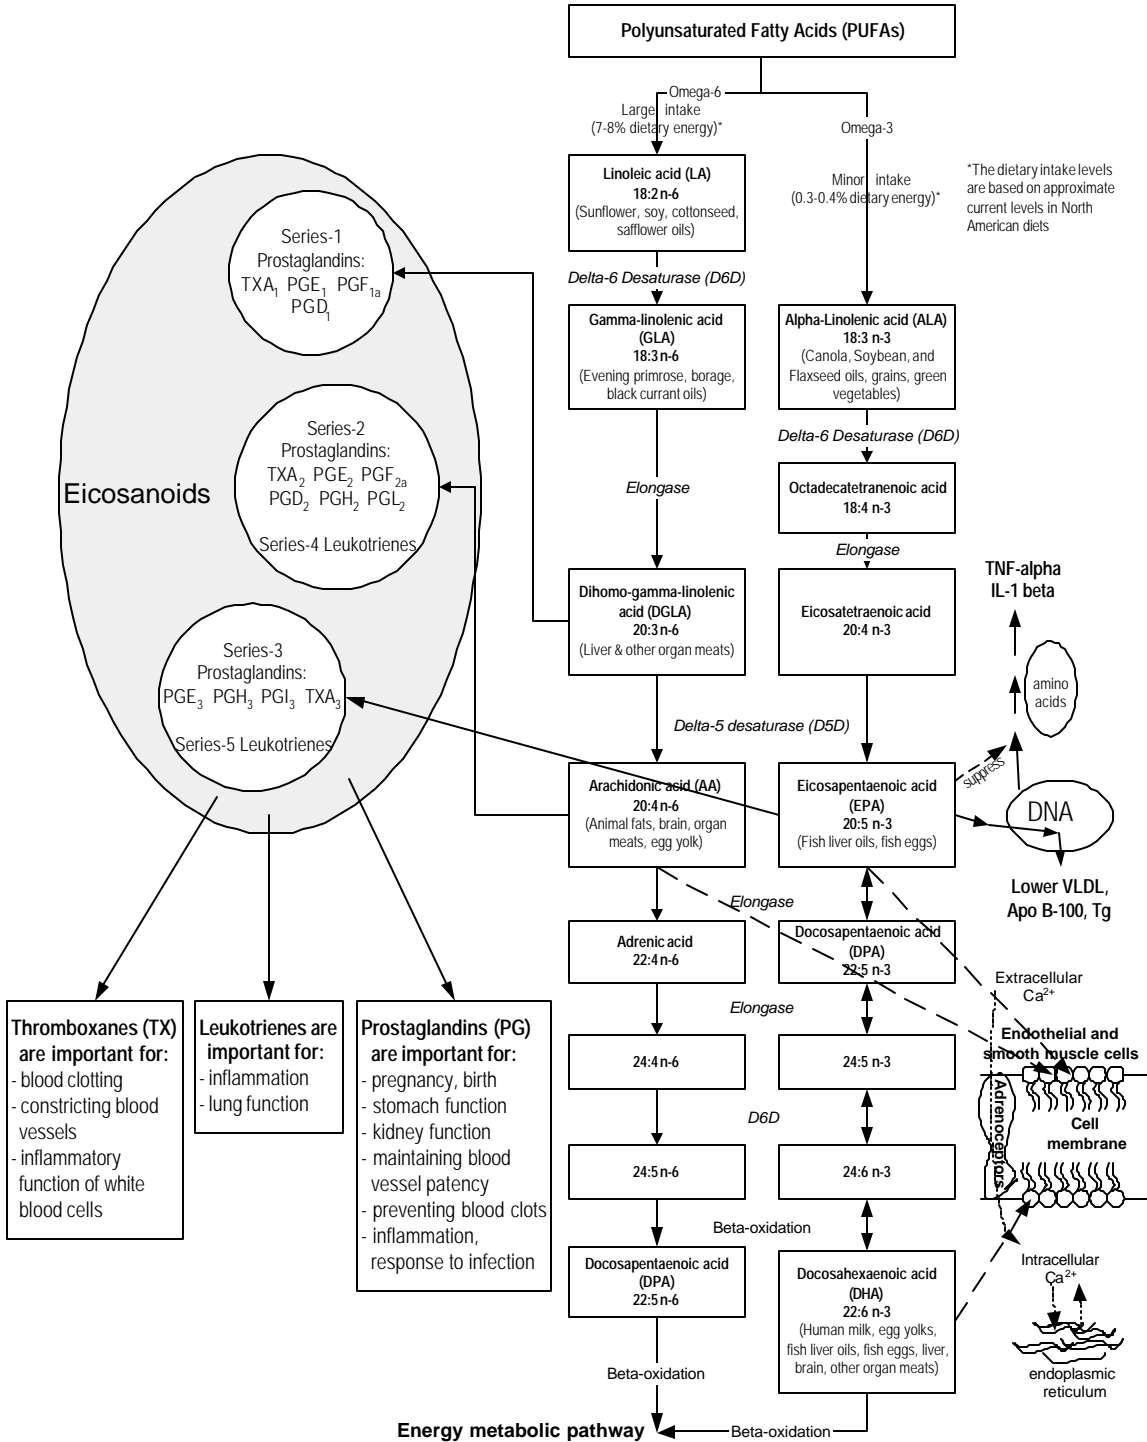 Polyunsaturated Fatty Acids (PUFAs)
Omega-6
Large intake
(7-8% dietary energy)*
Omega-3
Minor intake
(0.3-0.4% dietary energy)*
*The dietary intake levels
are based on approximate
current levels in North
American diets
Linoleic acid (LA)
18:2 n-6
(Sunflower, soy, cottonseed,
safflower oils)
Delta-6 Desaturase (D6D)
Gamma-linolenic acid
(GLA)
18:3 n-6
(Evening primrose, borage,
black currant oils)
Alpha-Linolenic acid (ALA)
18:3 n-3
(Canola, Soybean, and
Flaxseed oils, grains, green
vegetables)
Delta-6 Desaturase (D6D)
Elongase
Octadecatetranenoic acid
18:4 n-3
Elongase
Dihomo-gamma-linolenic
acid (DGLA)
20:3 n-6
(Liver & other organ meats)
Eicosatetraenoic acid
20:4 n-3
Delta-5 desaturase (D5D)
Arachidonic acid (AA)
20:4 n-6
(Animal fats, brain, organ
meats, egg yolk)
Eicosapentaenoic acid
(EPA)
20:5 n-3
(Fish liver oils, fish eggs)
Elongase
Adrenic acid
22:4 n-6
Docosapentaenoic acid
(DPA)
22:5 n-3
Elongase
24:4 n-6
24:5 n-3
D6D
24:5 n-6
24:6 n-3
Beta-oxidation
Docosapentaenoic acid
(DPA)
22:5 n-6
Docosahexaenoic acid
(DHA)
22:6 n-3
(Human milk, egg yolks,
fish liver oils, fish eggs, liver,
brain, other organ meats)
Beta-oxidation
Energy metabolic pathway
Beta-oxidation
Eicosanoids
Series-1
Prostaglandins:
TXA1 PGE1 PGF1a
PGD1
Series-2
Prostaglandins:
TXA2 PGE2 PGF2a
PGD2 PGH2 PGL2
Series-4 Leukotrienes
Series-3
Prostaglandins:
PGE3 PGH3 PGI3 TXA3
Series-5 Leukotrienes
Thromboxanes (TX)
are important for:
- blood clotting
- constricting blood
vessels
- inflammatory
function of white
blood cells
Leukotrienes are
important for:
- inflammation
- lung function
Prostaglandins (PG)
are important for:
- pregnancy, birth
- stomach function
- kidney function
- maintaining blood
vessel patency
- preventing blood clots
- inflammation,
response to infection
TNF-alpha
IL-1 beta
amino
acids
suppress
DNA
Lower VLDL,
Apo B-100, Tg
Extracellular
Ca2+
Endothelial and
smooth muscle cells
Adrenoceptors
Cell
membrane
Intracellular
Ca2+
endoplasmic
reticulum